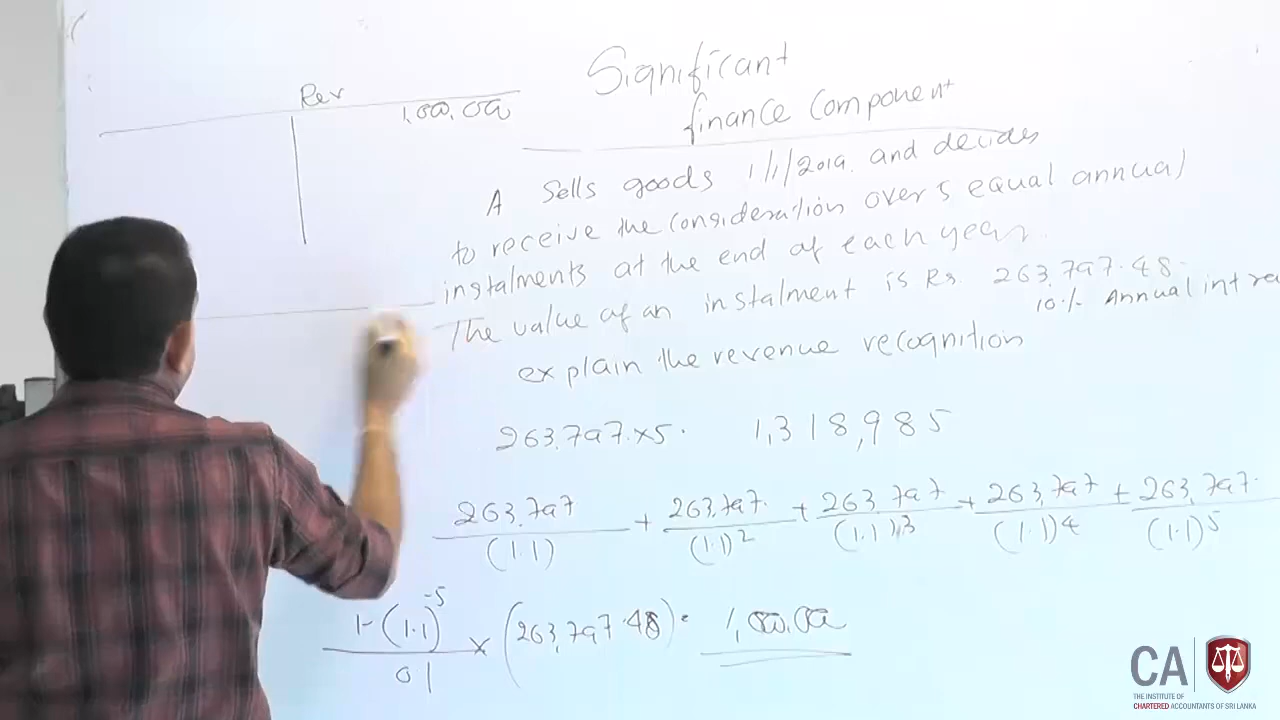 Significant
finance Component
Rev
1,000,000
A Sells goods 1/1/2019 and decides
to receive the consideration over 5 equal annual
instalments at the end of each year.
The value of an instalment is Rs. 263,797.48
10% Annual int ra
explain the revenue recognition
263,797 x5. 1,318,985
263,797 + 263,797. + 263,797 + 263,797 + 263,797.
(1.1) (1.1)2 (1.1)3 (1.1)4 (1.1)5
1-(1.1)-5 × (263,797.48) = 1,000,000
01
CA
THE INSTITUTE OF
CHARTERED ACCOUNTANTS OF SRI LANKA